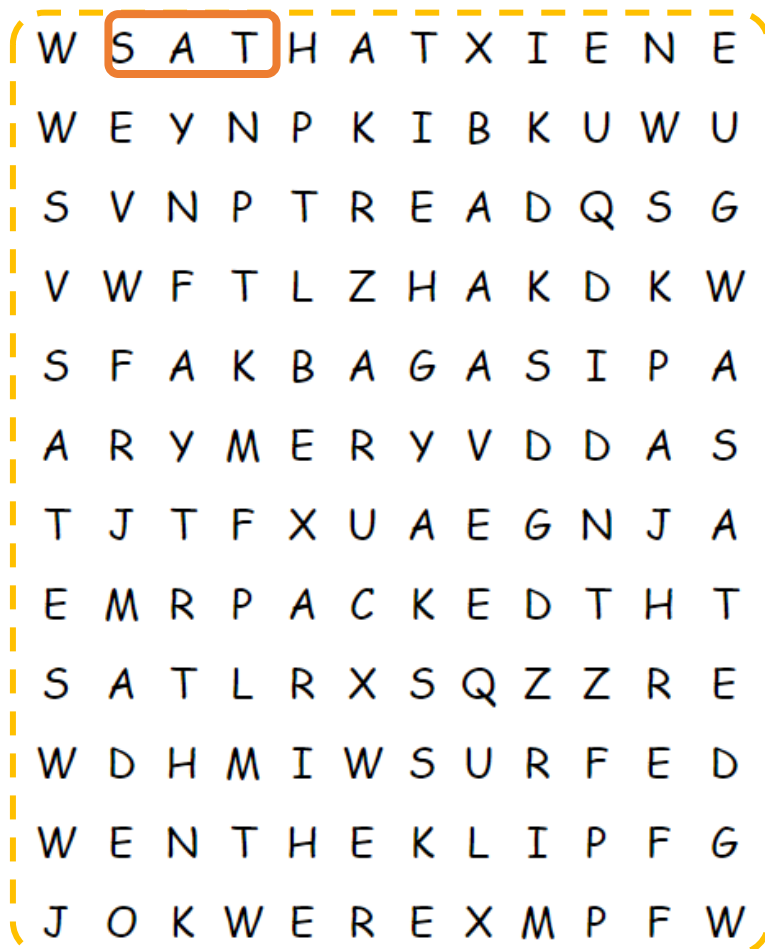 W S A T H A T X I E N E
W E Y N P K I B K U W U
S V N P T R E A D Q S G
V W F T L Z H A K D K W
S F A K B A G A S I P A
A R Y M E R Y V D D A S
T J T F X U A E G N J A
E M R P A C K E D T H T
S A T L R X S Q Z Z R E
W D H M I W S U R F E D
W E N T H E K L I P F G
J O K W E R E X M P F W